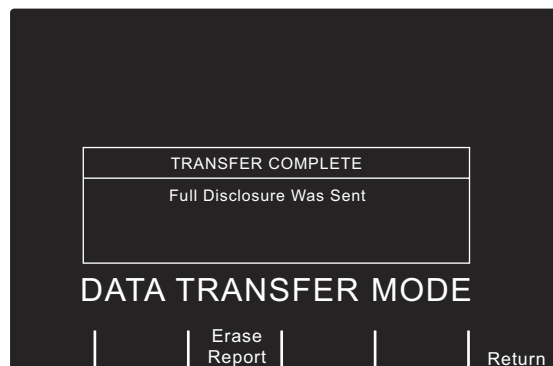 TRANSFER COMPLETE
Full Disclosure Was Sent
DATA TRANSFER MODE
Erase
Report
Return